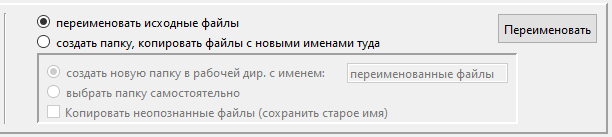 переименовать исходные файлы
Переименовать
создать папку, копировать файлы с новыми именами туда
создать новую папку в рабочей дир. с именем: переименованные файлы
выбрать папку самостоятельно
Копировать неопознанные файлы (сохранить старое имя)